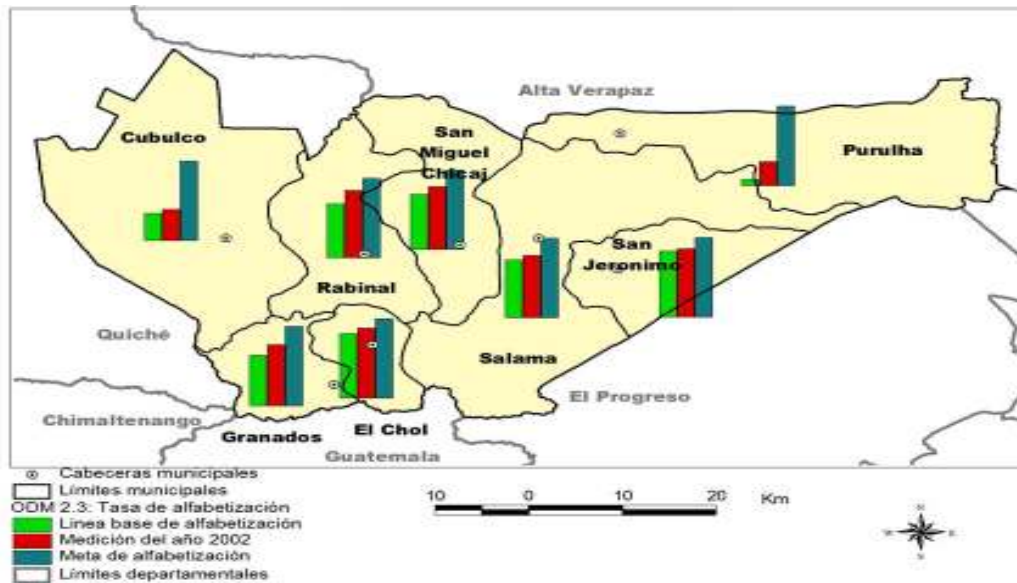 Alta Verapaz
Cubulco
San
Miguel
Chicaj
Purulha
San
Jeronimo
Rabinal
Quiché
Salama
El Progreso
Chimaltenango
Granados
El Chol
Guatemala
Cabeceras municipales
Límites municipales
ODM 2.3: Tasa de alfabetización
Linea base de alfabetización
Medición del año 2002
Meta de alfabetización
Límites departamentales
10 0 10 20 Km